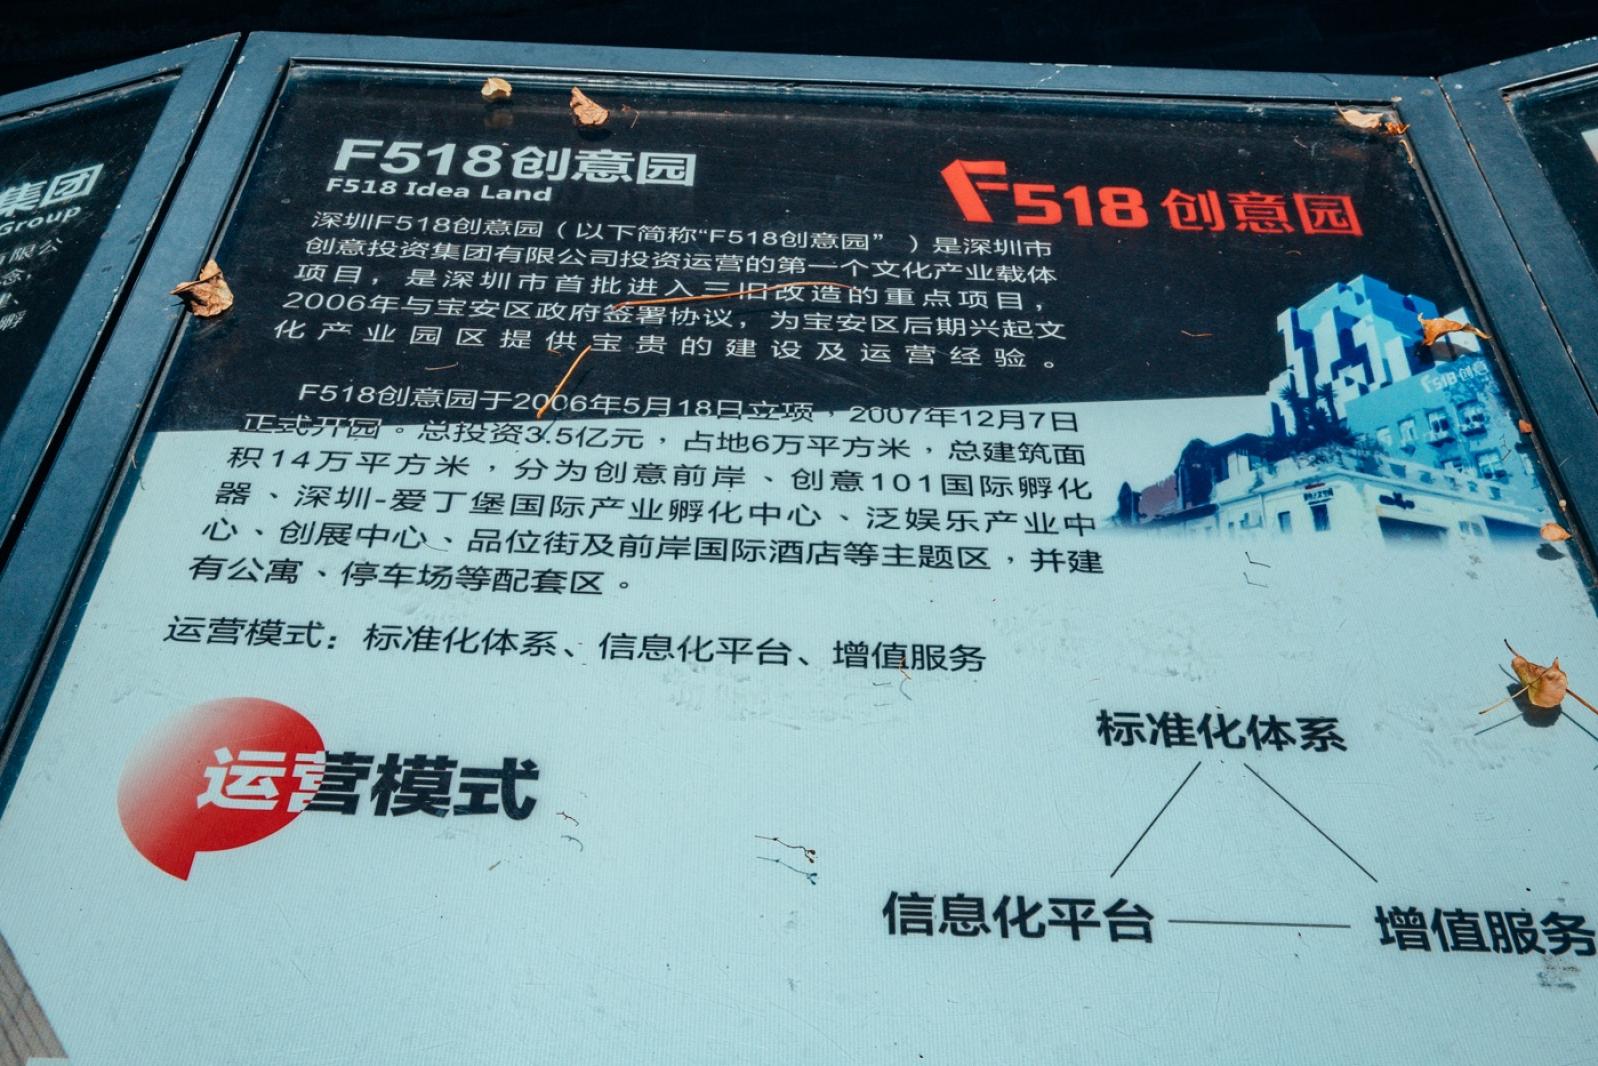 F518创意园
F518 Idea Land
F518创意园
深圳F518创意园（以下简称“F518创意园”）是深圳市
创意投资集团有限公司投资运营的第一个文化产业载体
项目，是深圳市首批进入三旧改造的重点项目，
2006年与宝安区政府签署协议，为宝安区后期兴起文
化产业园区提供宝贵的建设及运营经验。
F518创意园于2006年5月18日立项，2007年12月7日
正式开园。总投资3.5亿元，占地6万平方米，总建筑面
积14万平方米，分为创意前岸、创意101国际孵化
器、深圳-爱丁堡国际产业孵化中心、泛娱乐产业中
心、创展中心、品位街及前岸国际酒店等主题区，并建
有公寓、停车场等配套区。
运营模式：标准化体系、信息化平台、增值服务
运营模式
标准化体系
信息化平台
增值服务
集团
Group
有限公
念，
孵
F518创意